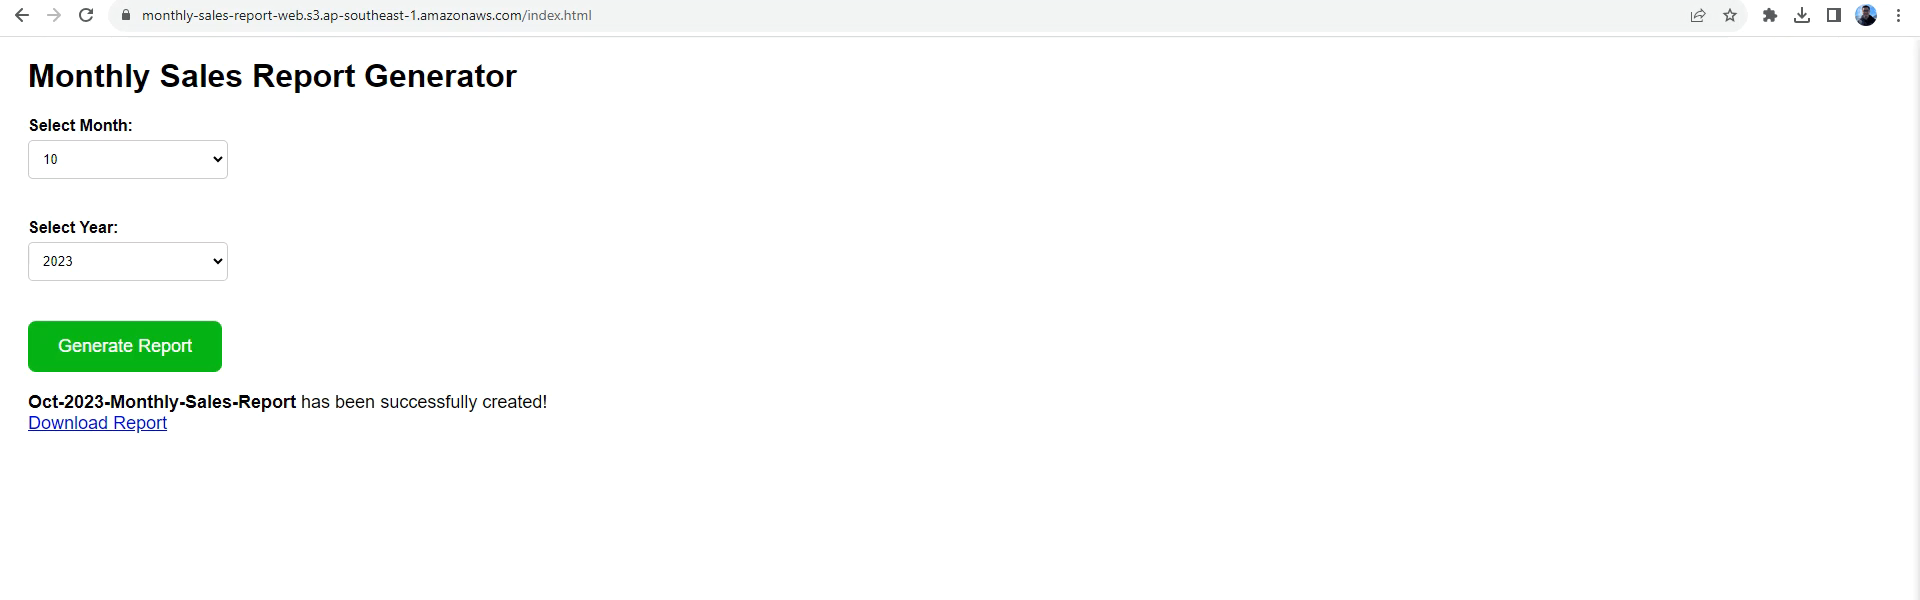 monthly-sales-report-web.s3.ap-southeast-1.amazonaws.com/index.html
Monthly Sales Report Generator
Select Month:
10
Select Year:
2023
Generate Report
Oct-2023-Monthly-Sales-Report has been successfully created!
Download Report